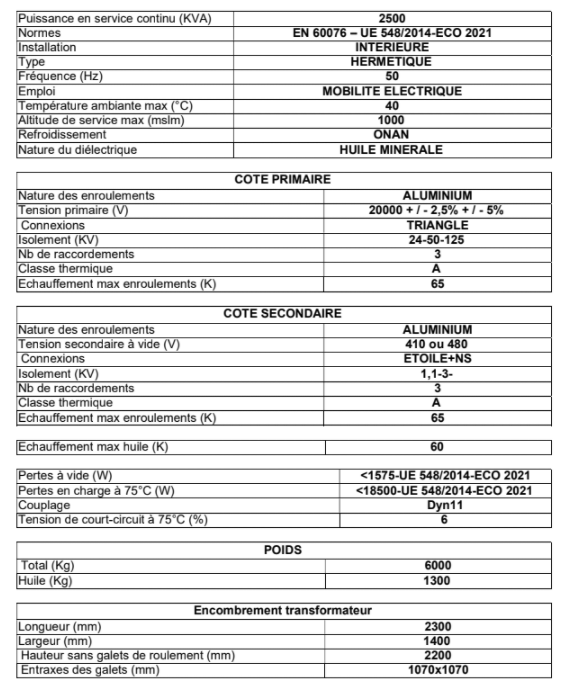 Puissance en service continu (KVA) 2500
Normes EN 60076 – UE 548/2014-ECO 2021
Installation INTERIEURE
Type HERMETIQUE
Fréquence (Hz) 50
Emploi MOBILITE ELECTRIQUE
Température ambiante max (°C) 40
Altitude de service max (mslm) 1000
Refroidissement ONAN
Nature du diélectrique HUILE MINERALE
COTE PRIMAIRE
Nature des enroulements ALUMINIUM
Tension primaire (V) 20000 + / - 2,5% + / - 5%
Connexions TRIANGLE
Isolement (KV) 24-50-125
Nb de raccordements 3
Classe thermique A
Echauffement max enroulements (K) 65
COTE SECONDAIRE
Nature des enroulements ALUMINIUM
Tension secondaire à vide (V) 410 ou 480
Connexions ETOILE+NS
Isolement (KV) 1,1-3-
Nb de raccordements 3
Classe thermique A
Echauffement max enroulements (K) 65
Echauffement max huile (K) 60
Pertes à vide (W) <1575-UE 548/2014-ECO 2021
Pertes en charge à 75°C (W) <18500-UE 548/2014-ECO 2021
Couplage Dyn11
Tension de court-circuit à 75°C (%) 6
POIDS
Total (Kg) 6000
Huile (Kg) 1300
Encombrement transformateur
Longueur (mm) 2300
Largeur (mm) 1400
Hauteur sans galets de roulement (mm) 2200
Entraxes des galets (mm) 1070x1070